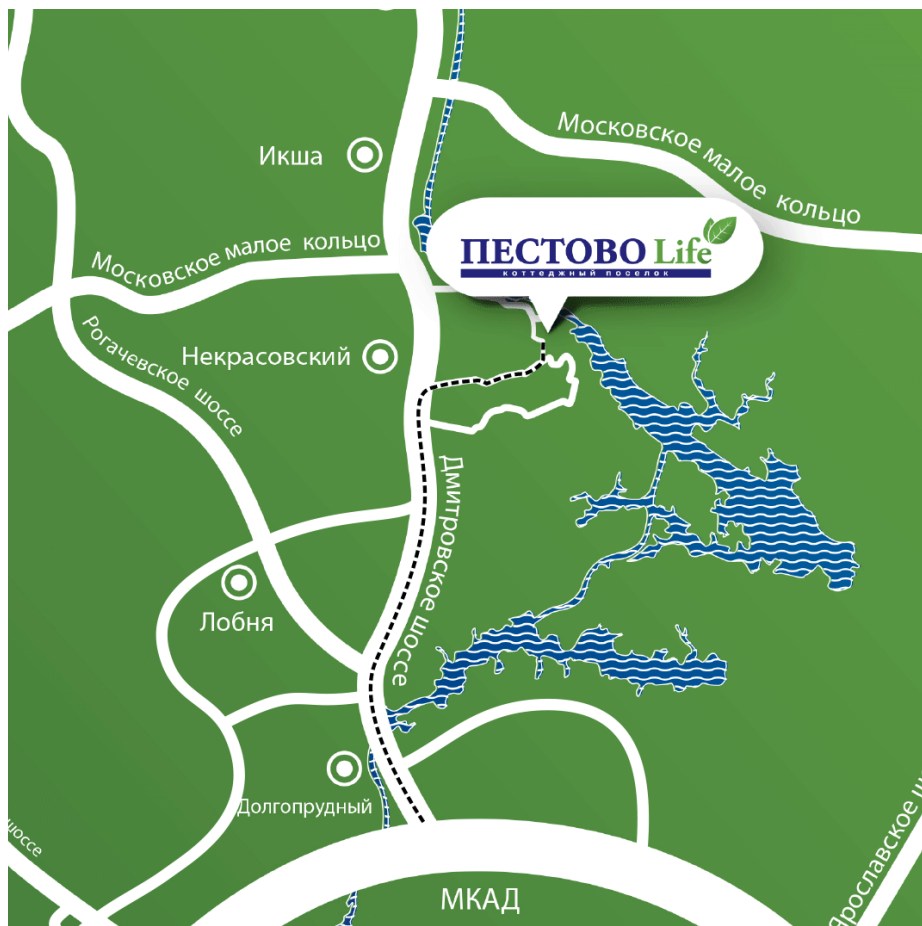 Московское малое кольцо
Икша
ПЕСТОВО Life
коттеджный поселок
Московское малое кольцо
Рогачевское шоссе
Некрасовский
Дмитровское шоссе
Лобня
Долгопрудный
шоссе
МКАД
Ярославское ш